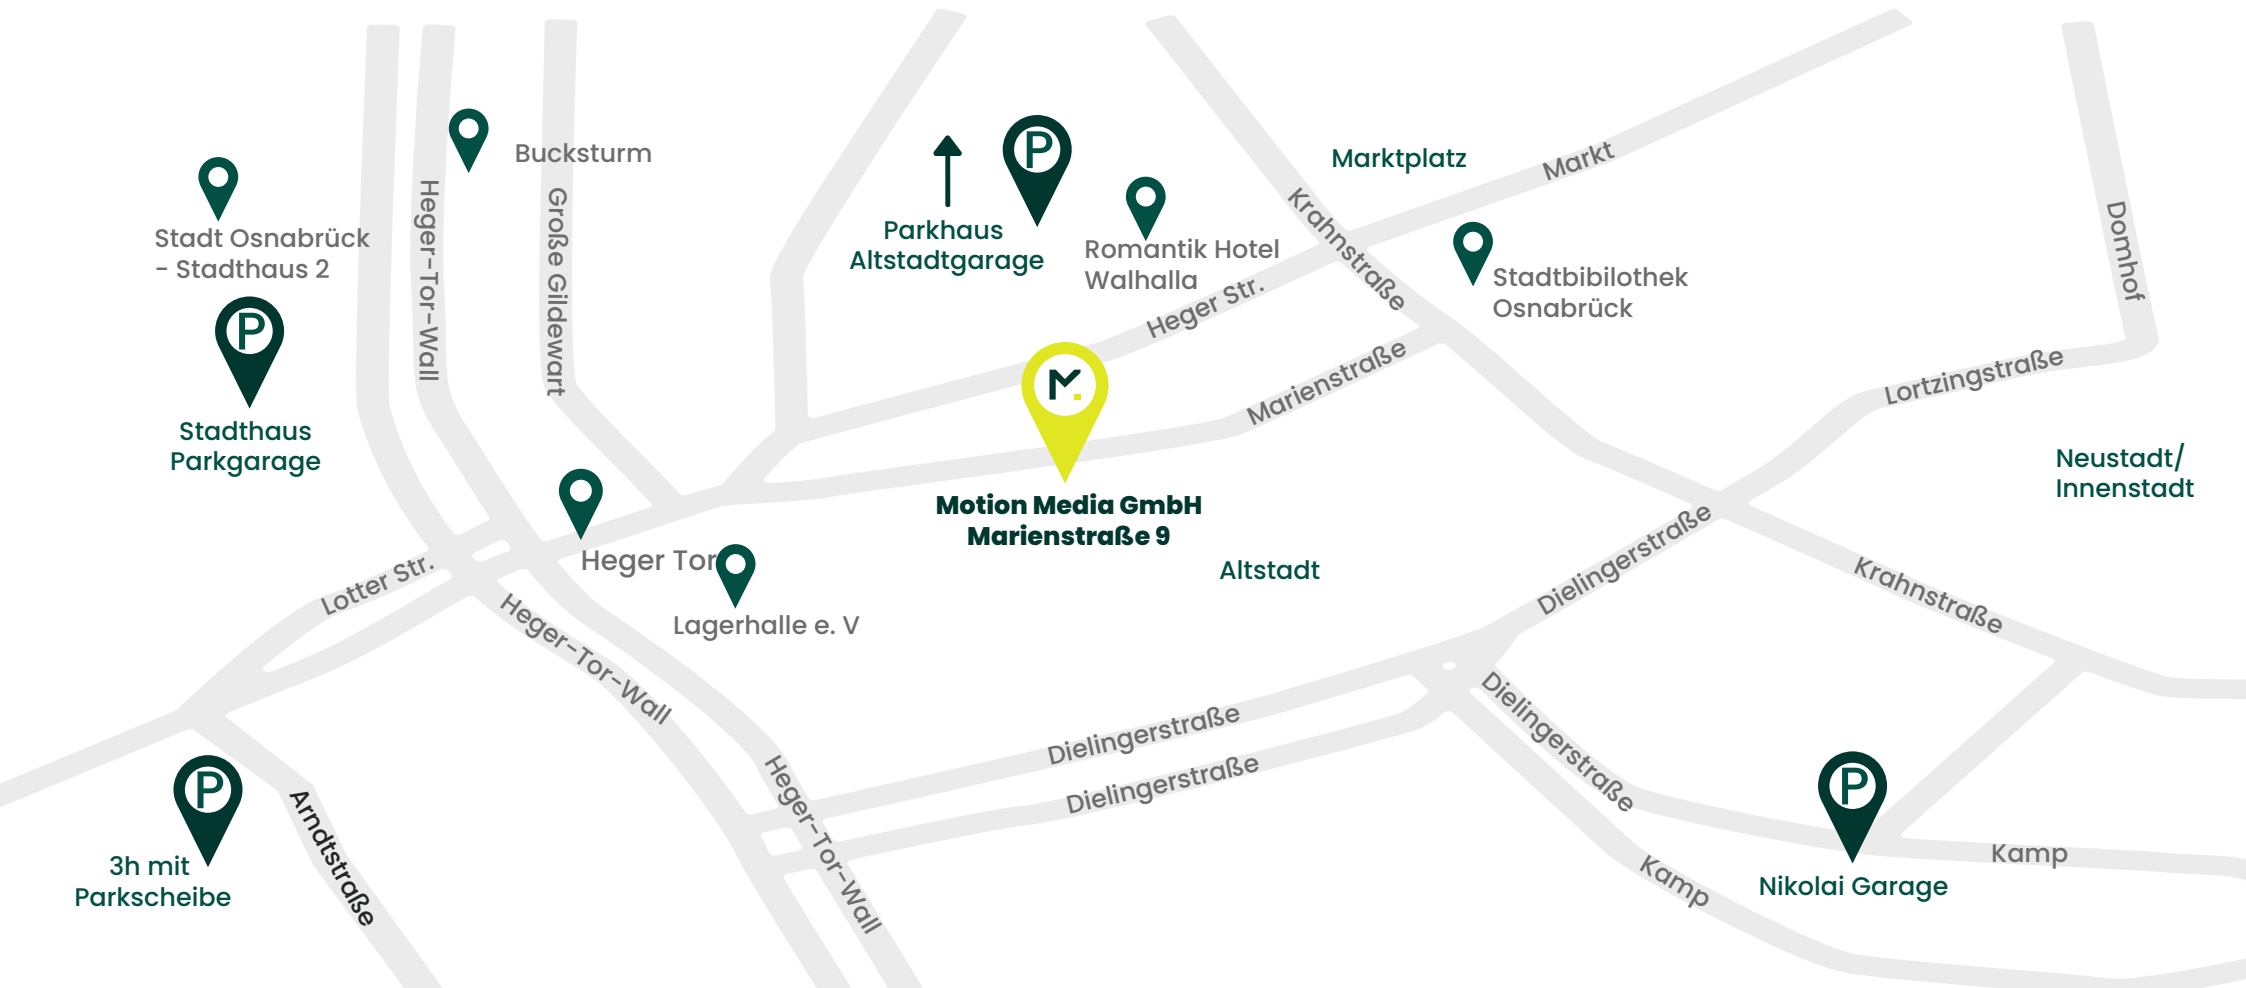 Bucksturm
Stadt Osnabrück
- Stadthaus 2
P
Stadthaus
Parkgarage
Heger-Tor-Wall
Große Gildewart
P
Parkhaus
Altstadtgarage
Romantik Hotel
Walhalla
Heger Str.
Krahnstraße
Marktplatz
Markt
Stadtbibilothek
Osnabrück
Domhof
Lortzingstraße
Marienstraße
M.
Motion Media GmbH
Marienstraße 9
Neustadt/
Innenstadt
Heger Tor
Lagerhalle e. V
Altstadt
Lotter Str.
Heger-Tor-Wall
Dielingerstraße
Krahnstraße
Dielingerstraße
Dielingerstraße
Dielingerstraße
Heger-Tor-Wall
P
3h mit
Parkscheibe
Arndtstraße
P
Nikolai Garage
Kamp
Kamp